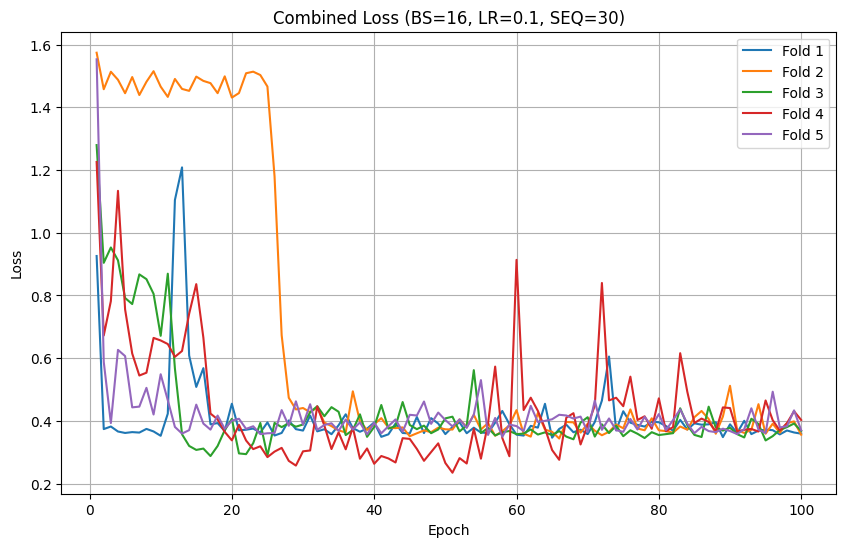 Combined Loss (BS=16, LR=0.1, SEQ=30)
1.6
1.4
1.2
1.0
0.8
0.6
0.4
0.2
Loss
Fold 1
Fold 2
Fold 3
Fold 4
Fold 5
0 20 40 60 80 100
Epoch